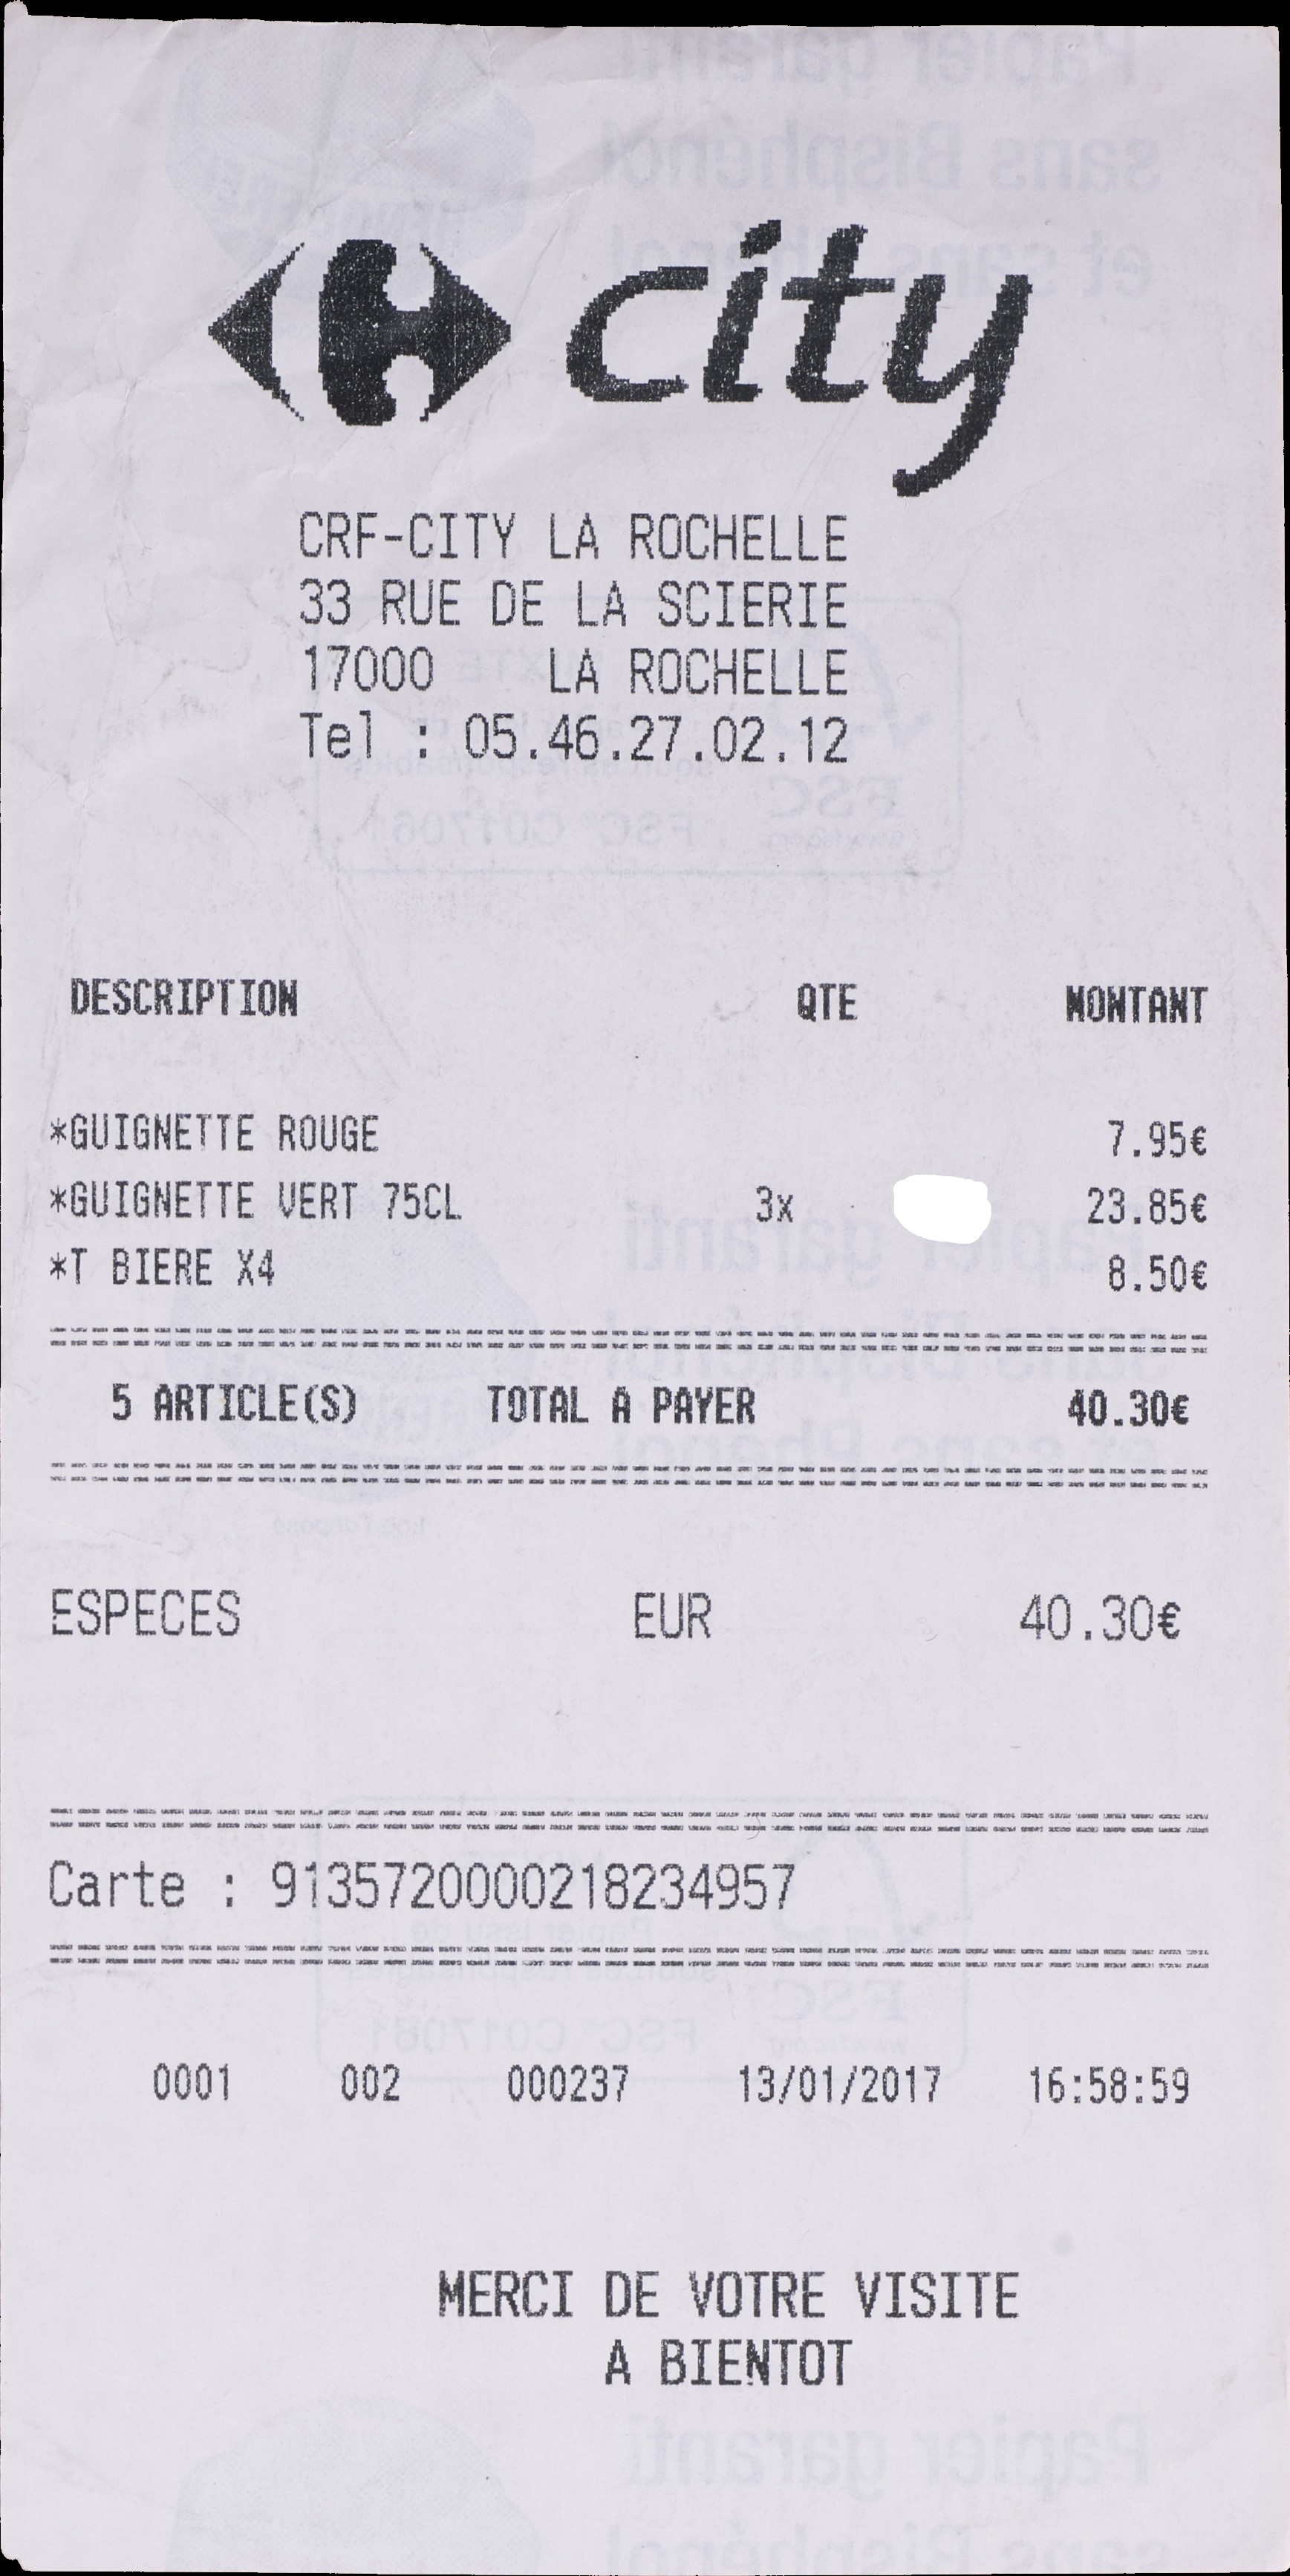 city
CRF-CITY LA ROCHELLE
33 RUE DE LA SCIERIE
17000 LA ROCHELLE
Tel : 05.46.27.02.12
DESCRIPTION QTE MONTANT
*GUIGNETTE ROUGE 7.95€
*GUIGNETTE VERT 75CL 3x 23.85€
*T BIERE X4 8.50€
5 ARTICLE(S) TOTAL A PAYER 40.30€
ESPECES EUR 40.30€
Carte : 9135720000218234957
0001 002 000237 13/01/2017 16:58:59
MERCI DE VOTRE VISITE
A BIENTOT